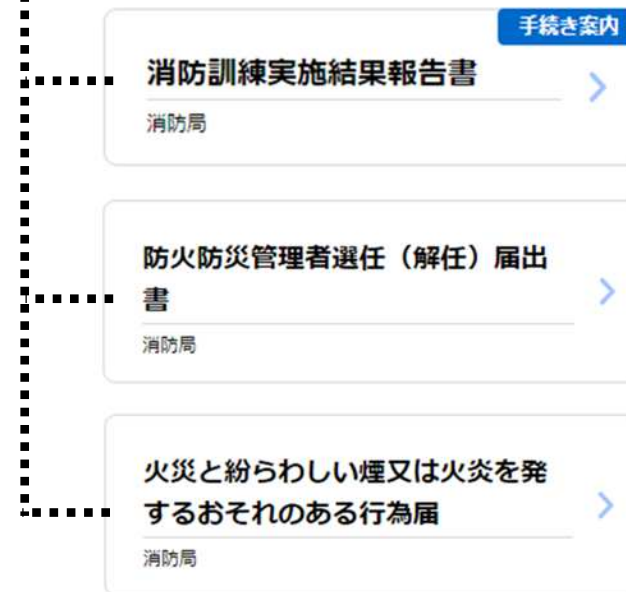 手続き案内
消防訓練実施結果報告書
消防局
防火防災管理者選任（解任）届出
書
消防局
火災と紛らわしい煙又は火炎を発
するおそれのある行為届
消防局